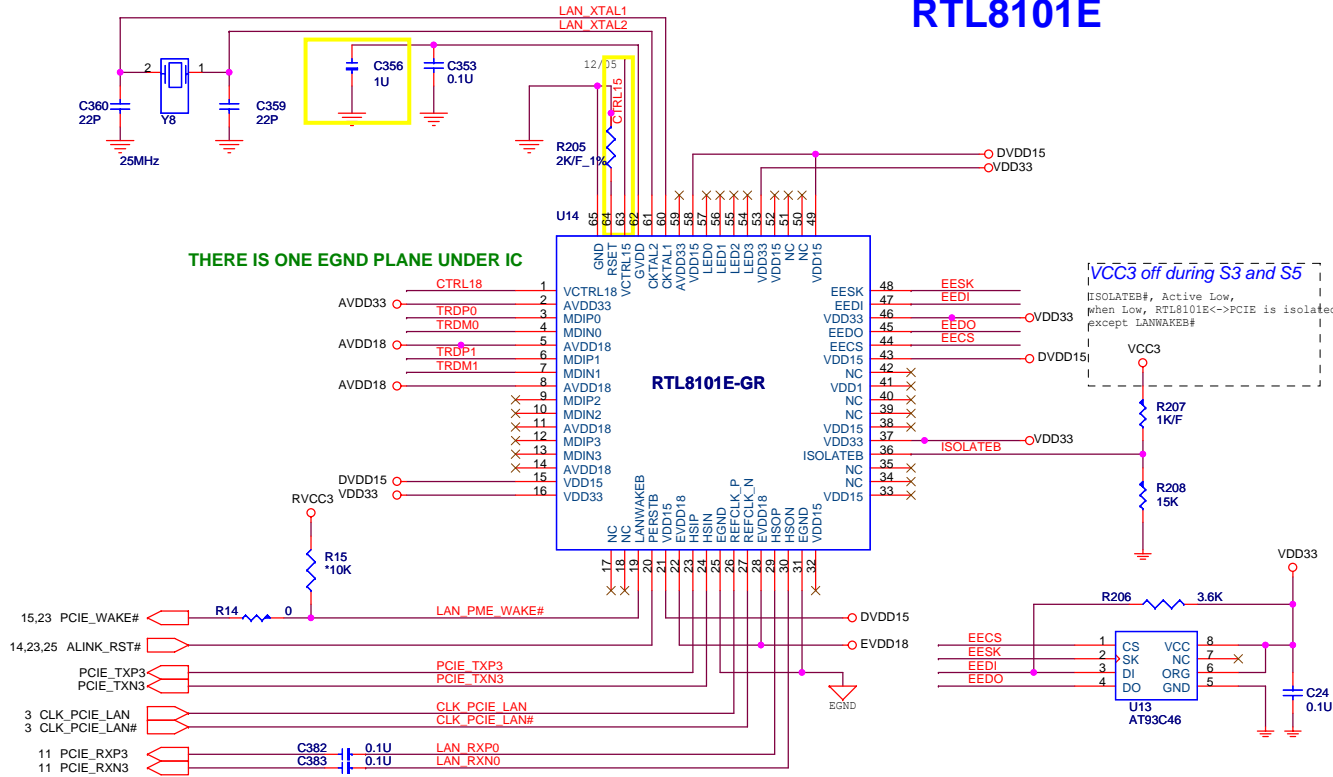 RTL8101E
LAN_XTAL1
LAN_XTAL2
2
1
C360
22P
Y8
C359
22P
25MHz
C356
1U
C353
0.1U
12/05
CTRL15
R205
2K/F_1%
DVDD15
VDD33
U14
65
64
63
62
61
60
59
58
57
56
55
54
53
52
51
50
49
GND
RSET
VCTRL15
GVDD
CKTAL2
CKTAL1
AVDD33
VDD15
LED0
LED1
LED2
LED3
VDD33
VDD15
NC
NC
VDD15
THERE IS ONE EGND PLANE UNDER IC
CTRL18
1
VCTRL18
AVDD33
2
AVDD33
TRDP0
3
MDIP0
TRDM0
4
MDIN0
AVDD18
5
AVDD18
TRDP1
6
MDIP1
TRDM1
7
MDIN1
AVDD18
8
AVDD18
9
MDIP2
10
MDIN2
11
AVDD18
12
MDIP3
13
MDIN3
14
AVDD18
DVDD15
15
VDD15
VDD33
16
VDD33
RTL8101E-GR
EESK
48
EESK
EEDI
47
EEDI
VDD33
46
VDD33
EEDO
45
EEDO
EECS
44
EECS
VDD15
43
DVDD15
NC
42
VDD1
41
NC
40
NC
39
VDD15
38
VDD33
37
VDD33
ISOLATEB
36
ISOLATEB
NC
35
NC
34
VDD15
33
VCC3 off during S3 and S5
ISOLATEB#, Active Low,
when Low, RTL8101E<->PCIE is isolated
except LANWAKEB#
VCC3
R207
1K/F
R208
15K
NC
NC
LANWAKEB
PERSTB
VDD15
EVDD18
HSIP
HSIN
EGND
REFCLK_P
REFCLK_N
EVDD18
HSOP
HSON
EGND
VDD15
17
18
19
20
21
22
23
24
25
26
27
28
29
30
31
32
RVCC3
R15
*10K
15,23 PCIE_WAKE#
R14
0
LAN_PME_WAKE#
DVDD15
14,23,25 ALINK_RST#
EVDD18
PCIE_TXP3
PCIE_TXP3
PCIE_TXN3
PCIE_TXN3
EGND
3 CLK_PCIE_LAN
CLK_PCIE_LAN
3 CLK_PCIE_LAN#
CLK_PCIE_LAN#
11 PCIE_RXP3
C382
0.1U
LAN_RXP0
11 PCIE_RXN3
C383
0.1U
LAN_RXN0
VDD33
R206
3.6K
EECS
1
CS
VCC
8
EESK
2
SK
NC
7
EEDI
3
DI
ORG
6
EEDO
4
DO
GND
5
U13
AT93C46
C24
0.1U